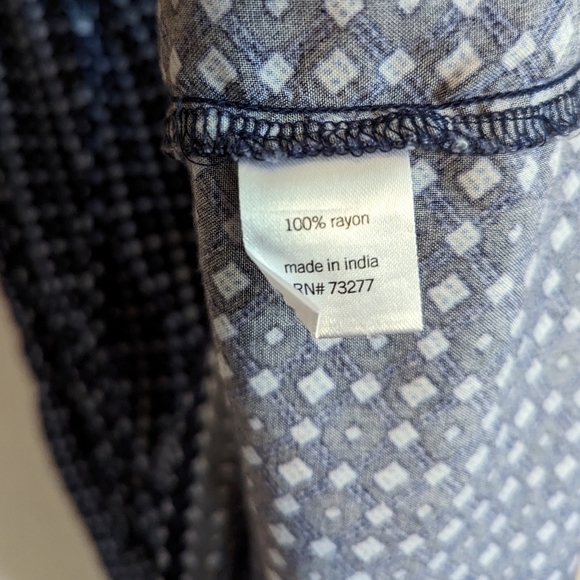 100% rayon
made in india
RN# 73277